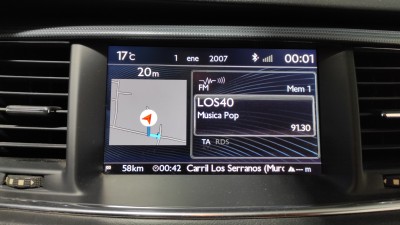 17°C 1 ene 2007 00:01
20m
FM Mem 1
LOS40
Música Pop
91.30
TA RDS
58km 00:42 Carril Los Serranos (Murc --- m